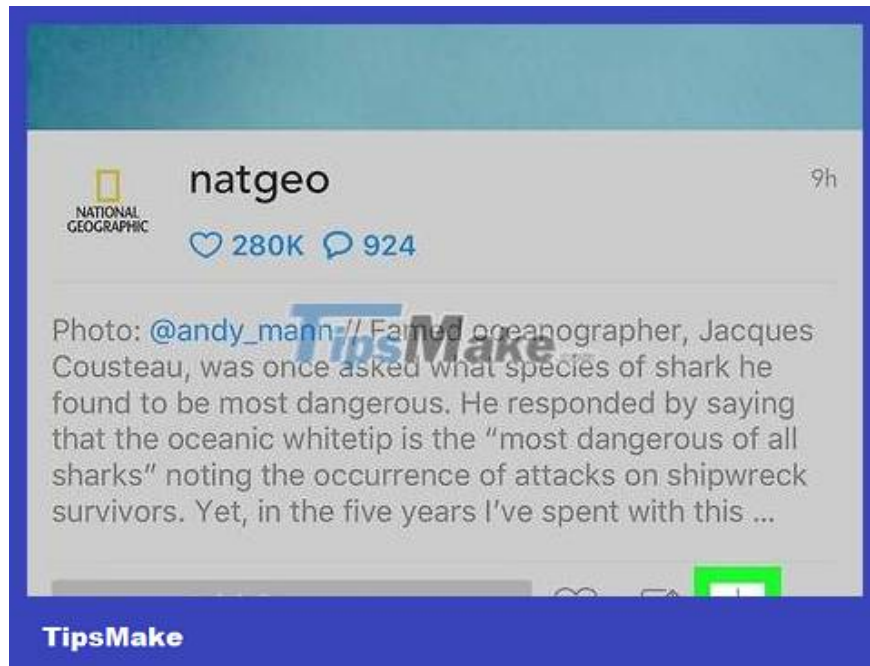 natgeo
9h
NATIONAL
GEOGRAPHIC
280K 924
Photo: @andy_mann // Famed oceanographer, Jacques
Cousteau, was once asked what species of shark he
found to be most dangerous. He responded by saying
that the oceanic whitetip is the “most dangerous of all
sharks” noting the occurrence of attacks on shipwreck
survivors. Yet, in the five years I’ve spent with this ...
TipsMake
TipsMake